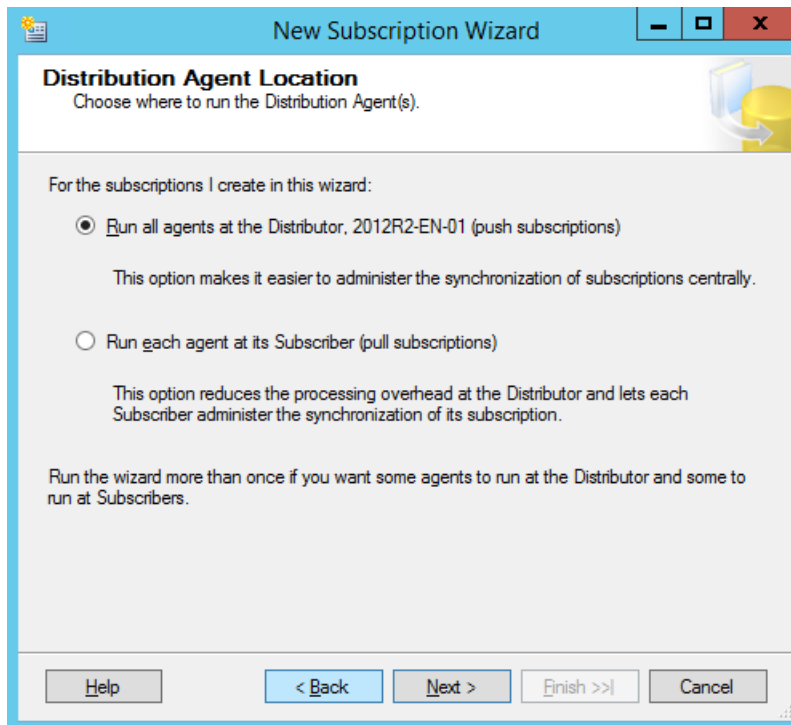 New Subscription Wizard
Distribution Agent Location
Choose where to run the Distribution Agent(s).
For the subscriptions I create in this wizard:
Run all agents at the Distributor, 2012R2-EN-01 (push subscriptions)
This option makes it easier to administer the synchronization of subscriptions centrally.
Run each agent at its Subscriber (pull subscriptions)
This option reduces the processing overhead at the Distributor and lets each
Subscriber administer the synchronization of its subscription.
Run the wizard more than once if you want some agents to run at the Distributor and some to
run at Subscribers.
Help
< Back
Next >
Finish >>|
Cancel